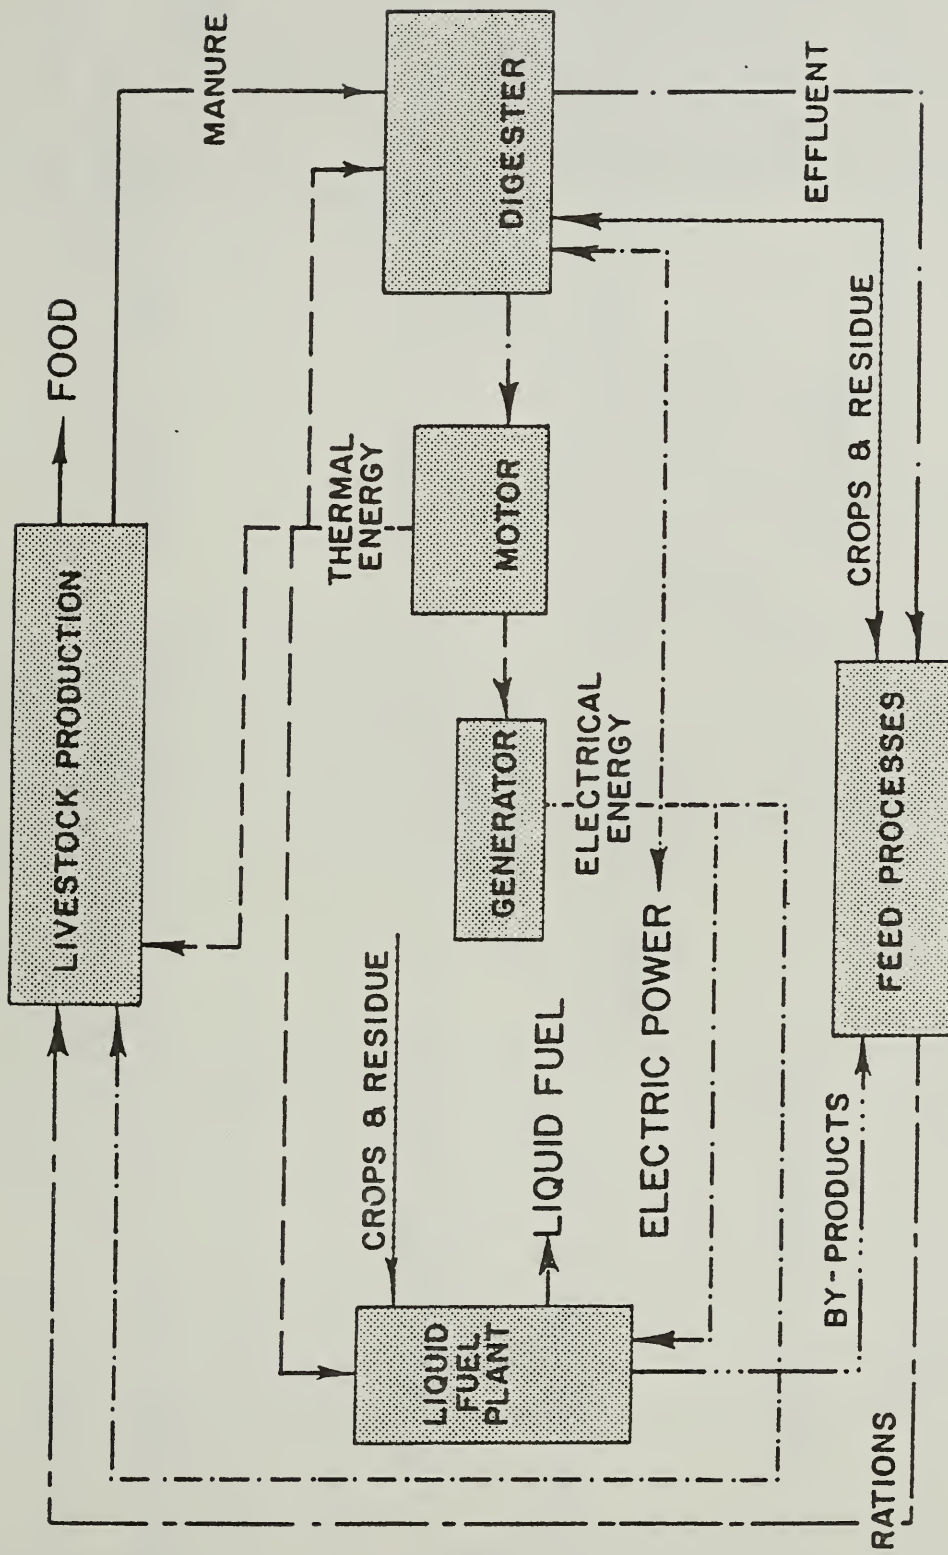 LIVESTOCK PRODUCTION
FOOD
MANURE
THERMAL
ENERGY
CROPS & RESIDUE
LIQUID
FUEL
PLANT
GENERATOR
MOTOR
DIGESTER
LIQUID FUEL
ELECTRICAL
ENERGY
ELECTRIC POWER
EFFLUENT
BY-PRODUCTS
CROPS & RESIDUE
RATIONS
FEED PROCESSES